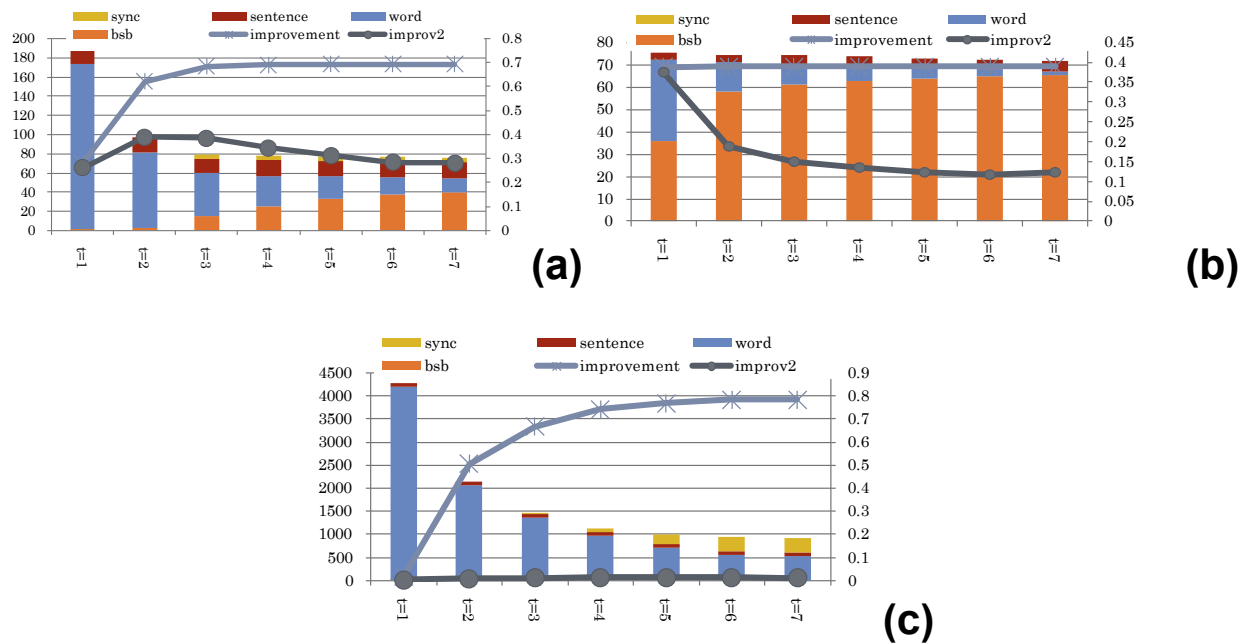 sync sentence word
bsb improvement improv2
200 180 160 140 120 100 80 60 40 20 0
0.8 0.7 0.6 0.5 0.4 0.3 0.2 0.1 0
t=1 t=2 t=3 t=4 t=5 t=6 t=7
(a)
sync sentence word
bsb improvement improv2
80 70 60 50 40 30 20 10 0
0.45 0.4 0.35 0.3 0.25 0.2 0.15 0.1 0.05 0
t=1 t=2 t=3 t=4 t=5 t=6 t=7
(b)
sync sentence word
bsb improvement improv2
4500 4000 3500 3000 2500 2000 1500 1000 500 0
0.9 0.8 0.7 0.6 0.5 0.4 0.3 0.2 0.1 0
t=1 t=2 t=3 t=4 t=5 t=6 t=7
(c)